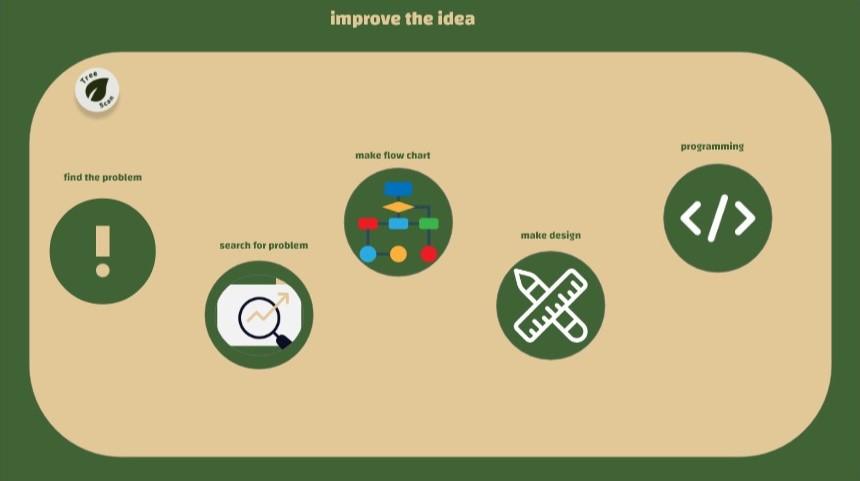 improve the idea
Tree
Scan
find the problem
search for problem
make flow chart
make design
programming
</>